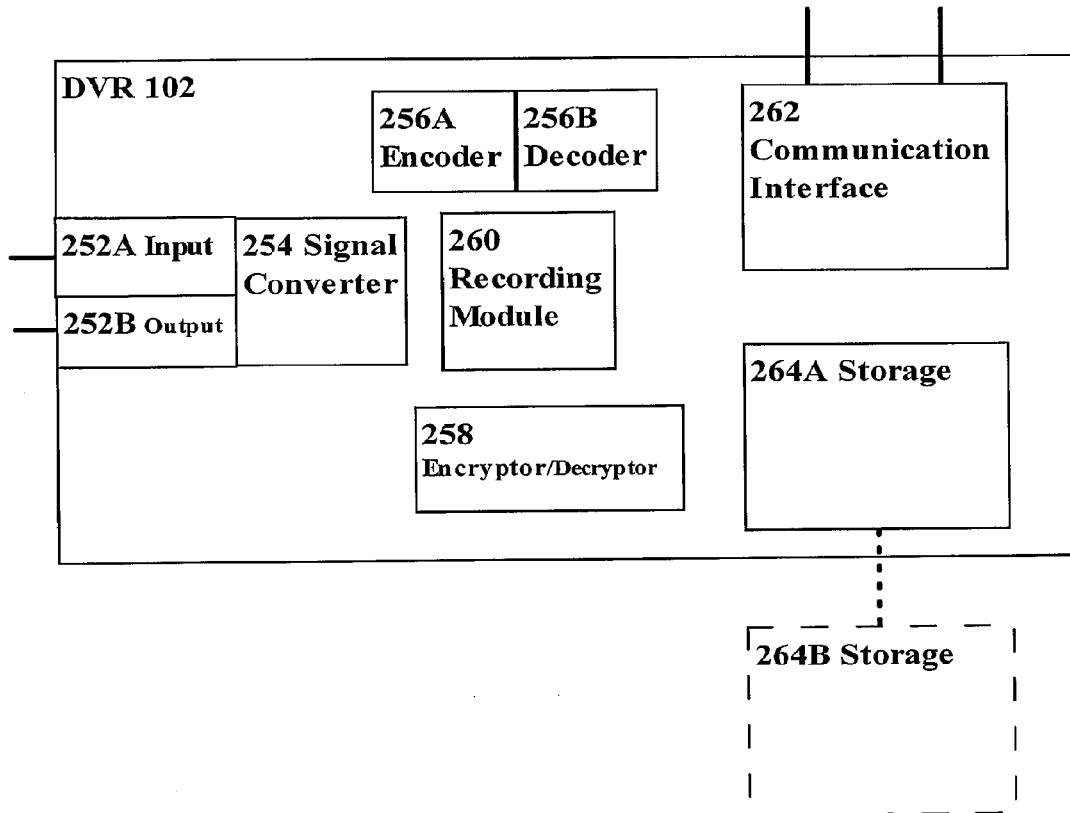 DVR 102
256A
Encoder
256B
Decoder
262
Communication
Interface
252A Input
252B Output
254 Signal
Converter
260
Recording
Module
264A Storage
258
Encryptor/Decryptor
264B Storage